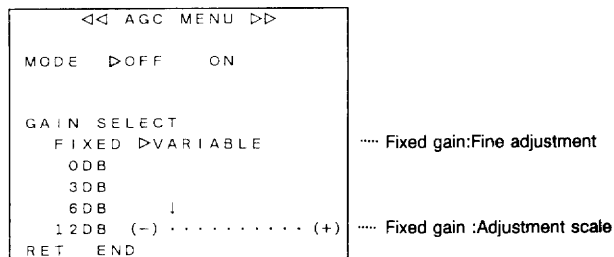 ◁◁ AGC MENU ▷▷
MODE ▷OFF ON
GAIN SELECT
FIXED ▷VARIABLE ····· Fixed gain:Fine adjustment
0DB
3DB
6DB ↓
12DB (-) · · · · · · · · · · (+) ····· Fixed gain :Adjustment scale
RET END